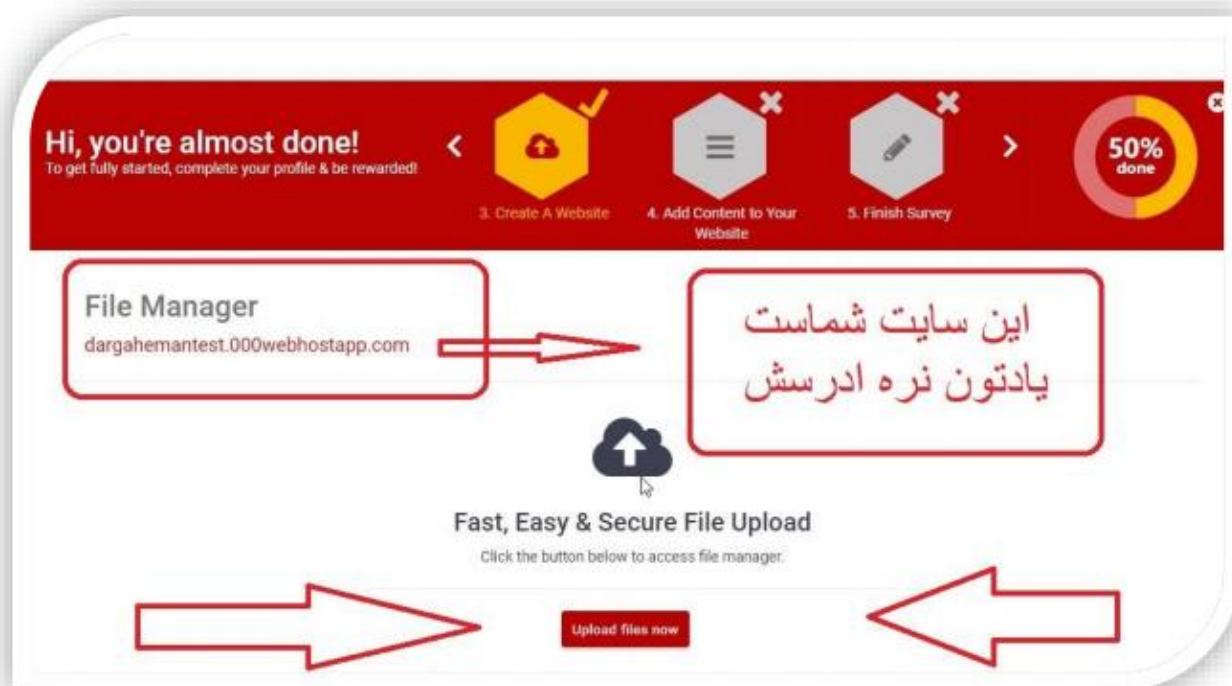 Hi, you're almost done!
To get fully started, complete your profile & be rewarded!
3. Create A Website
4. Add Content to Your
Website
5. Finish Survey
50%
done
File Manager
dargahemantest.000webhostapp.com
این سایت شماست
یادتون نره ادرسش
Fast, Easy & Secure File Upload
Click the button below to access file manager.
Upload files now